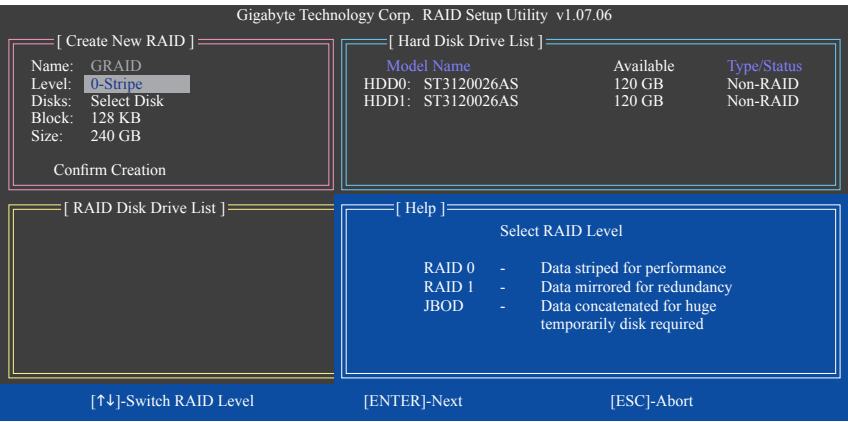 Gigabyte Technology Corp. RAID Setup Utility v1.07.06
[ Create New RAID ]
Name: GRAID
Level: 0-Stripe
Disks: Select Disk
Block: 128 KB
Size: 240 GB
Confirm Creation
[ Hard Disk Drive List ]
Model Name Available Type/Status
HDD0: ST3120026AS 120 GB Non-RAID
HDD1: ST3120026AS 120 GB Non-RAID
[ RAID Disk Drive List ]
[ Help ]
Select RAID Level
RAID 0 - Data striped for performance
RAID 1 - Data mirrored for redundancy
JBOD - Data concatenated for huge
temporarily disk required
[↑↓]-Switch RAID Level [ENTER]-Next [ESC]-Abort